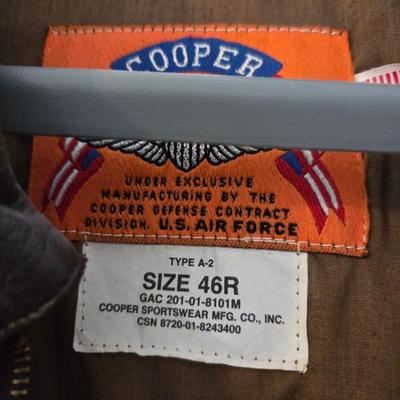 COOPER
UNDER EXCLUSIVE
MANUFACTURING BY THE
COOPER DEFENSE CONTRACT
DIVISION. U.S. AIR FORCE
TYPE A-2
SIZE 46R
GAC 201-01-8101M
COOPER SPORTSWEAR MFG. CO., INC.
CSN 8720-01-8243400